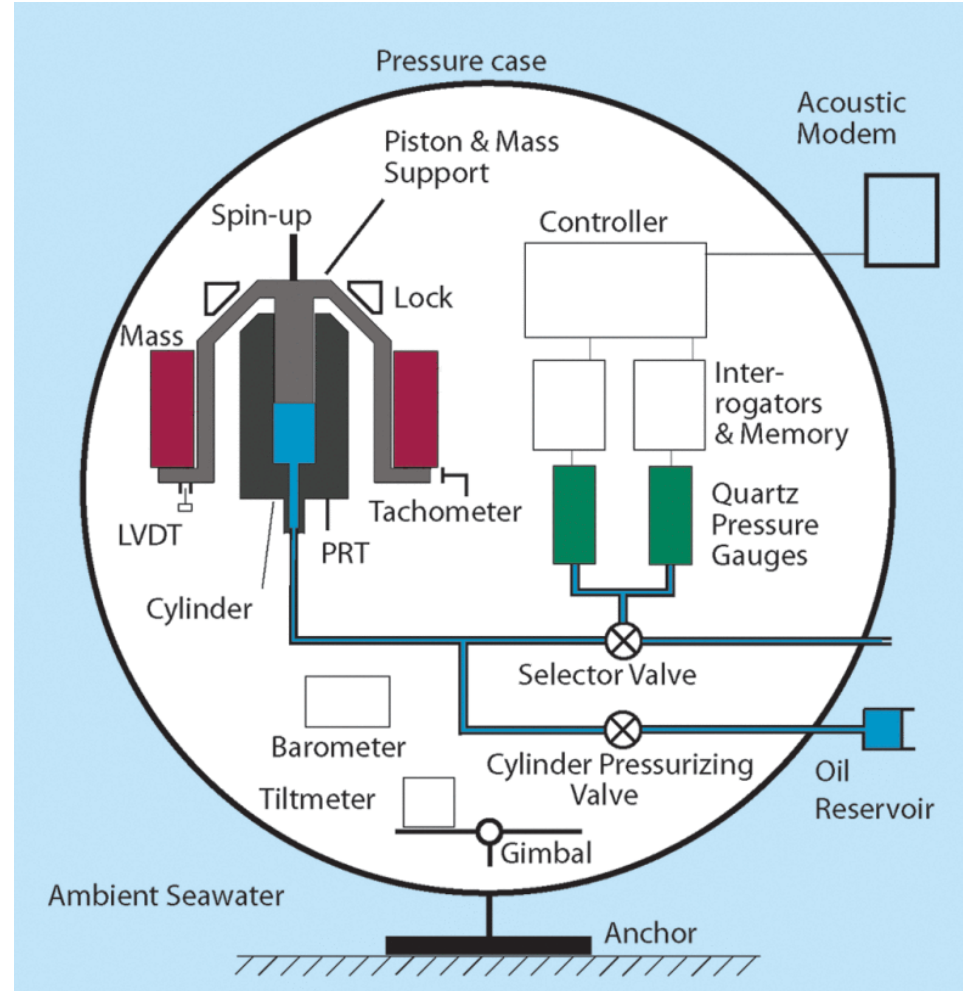 Pressure case
Acoustic
Modem
Piston & Mass
Support
Spin-up
Controller
Lock
Mass
Inter-
rogators
& Memory
Quartz
Pressure
Gauges
Tachometer
LVDT
PRT
Cylinder
Selector Valve
Barometer
Cylinder Pressurizing
Valve
Oil
Reservoir
Tiltmeter
Gimbal
Ambient Seawater
Anchor